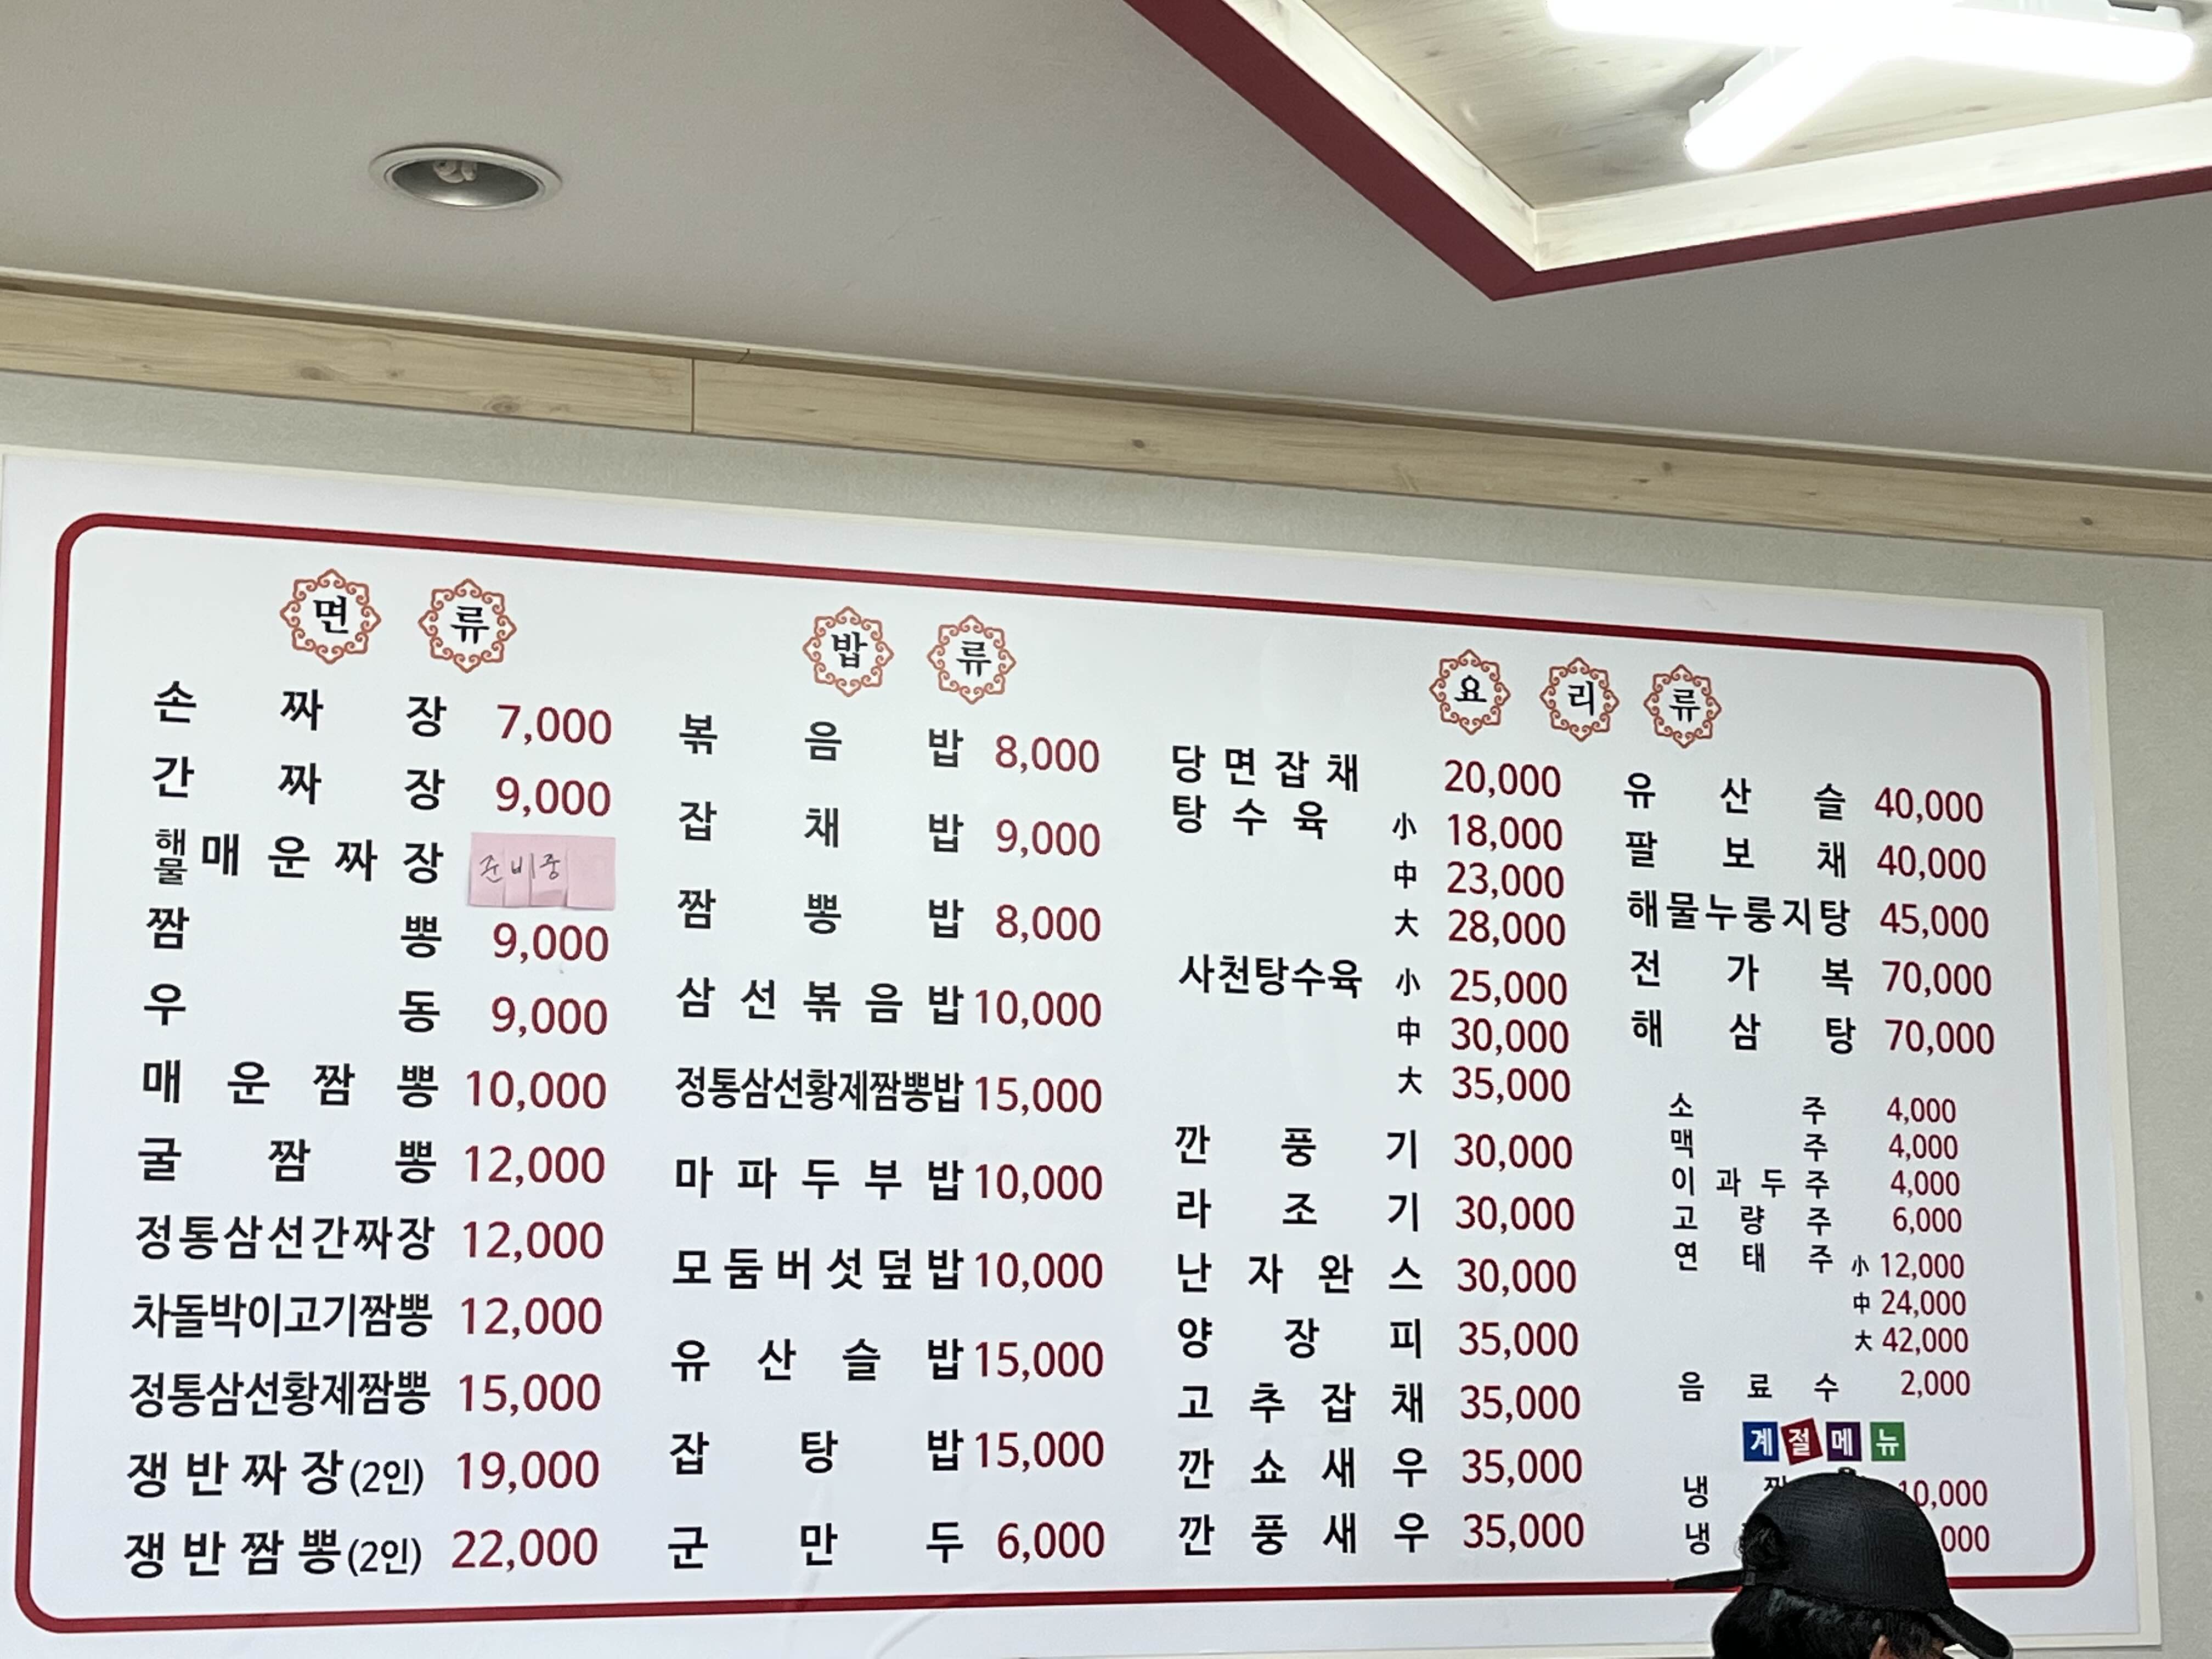 면류
손짜장 7,000
간짜장 9,000
해물매운짜장 준비중
짬뽕 9,000
우동 9,000
매운짬뽕 10,000
굴짬뽕 12,000
정통삼선간짜장 12,000
차돌박이고기짬뽕 12,000
정통삼선황제짬뽕 15,000
쟁반짜장(2인) 19,000
쟁반짬뽕(2인) 22,000
밥류
볶음밥 8,000
잡채밥 9,000
짬뽕밥 8,000
삼선볶음밥 10,000
정통삼선황제짬뽕밥 15,000
마파두부밥 10,000
모둠버섯덮밥 10,000
유산슬밥 15,000
잡탕밥 15,000
군만두 6,000
요리류
당면잡채 20,000
탕수육 小 18,000
中 23,000
大 28,000
사천탕수육 小 25,000
中 30,000
大 35,000
깐풍기 30,000
라조기 30,000
난자완스 30,000
양장피 35,000
고추잡채 35,000
깐쇼새우 35,000
깐풍새우 35,000
유산슬 40,000
팔보채 40,000
해물누룽지탕 45,000
전가복 70,000
해삼탕 70,000
소주 4,000
맥주 4,000
이과두주 4,000
고량주 6,000
연태주 小 12,000
中 24,000
大 42,000
음료수 2,000
계절메뉴
냉 10,000
냉 000